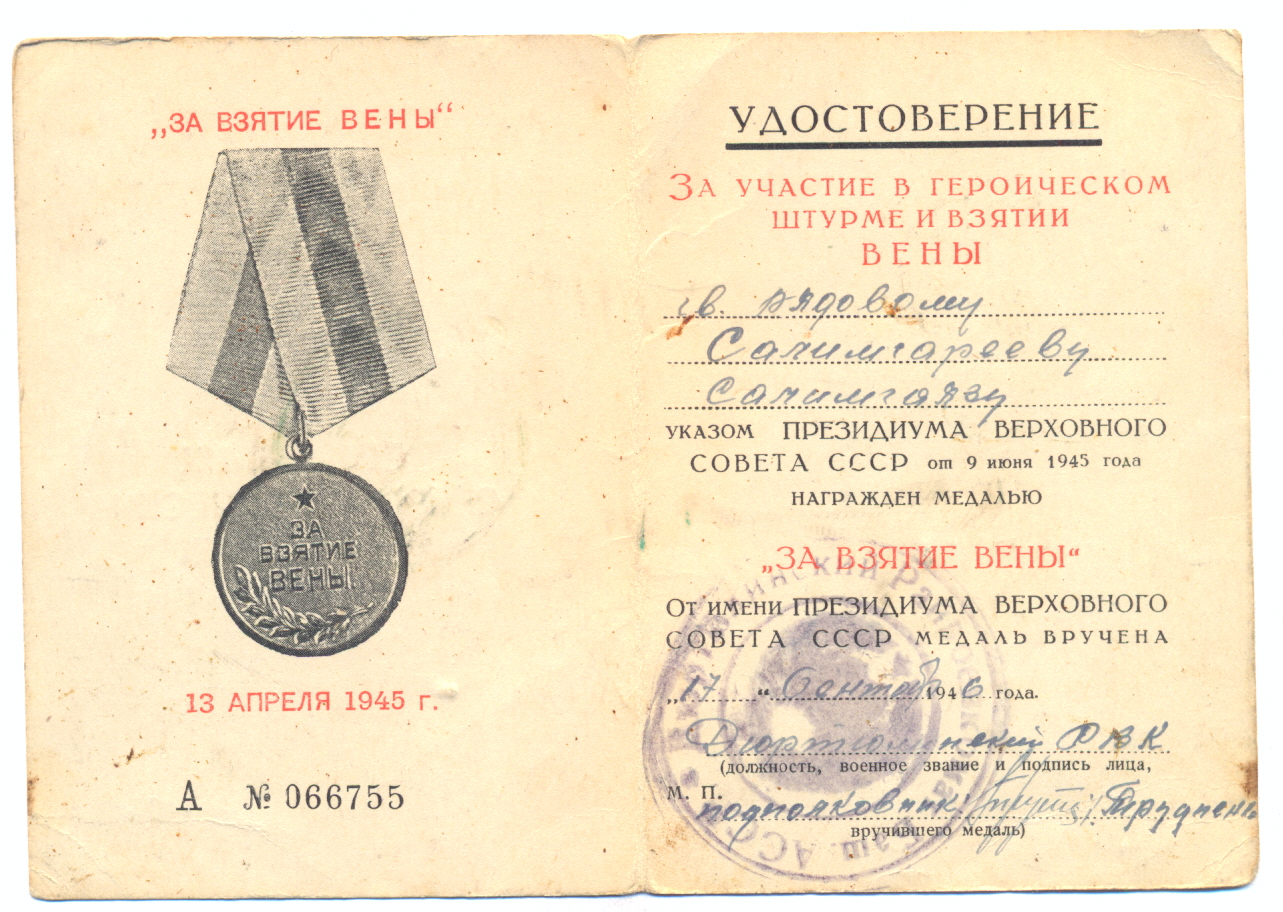 „ЗА ВЗЯТИЕ ВЕНЫ“
ЗА
ВЗЯТИЕ
ВЕНЫ
13 АПРЕЛЯ 1945 г.
А № 066755
УДОСТОВЕРЕНИЕ
ЗА УЧАСТИЕ В ГЕРОИЧЕСКОМ
ШТУРМЕ И ВЗЯТИИ
ВЕНЫ
гв. рядовому
Салимгарееву
Салимгаязу
УКАЗОМ ПРЕЗИДИУМА ВЕРХОВНОГО
СОВЕТА СССР от 9 июня 1945 года
НАГРАЖДЕН МЕДАЛЬЮ
„ЗА ВЗЯТИЕ ВЕНЫ“
ОТ ИМЕНИ ПРЕЗИДИУМА ВЕРХОВНОГО
СОВЕТА СССР МЕДАЛЬ ВРУЧЕНА
„17“ Сентяб 1946 года.
Дюртюлинский РВК
(должность, военное звание и подпись лица,
М. П.
подполковник
вручившего медаль)
Баш. АССР